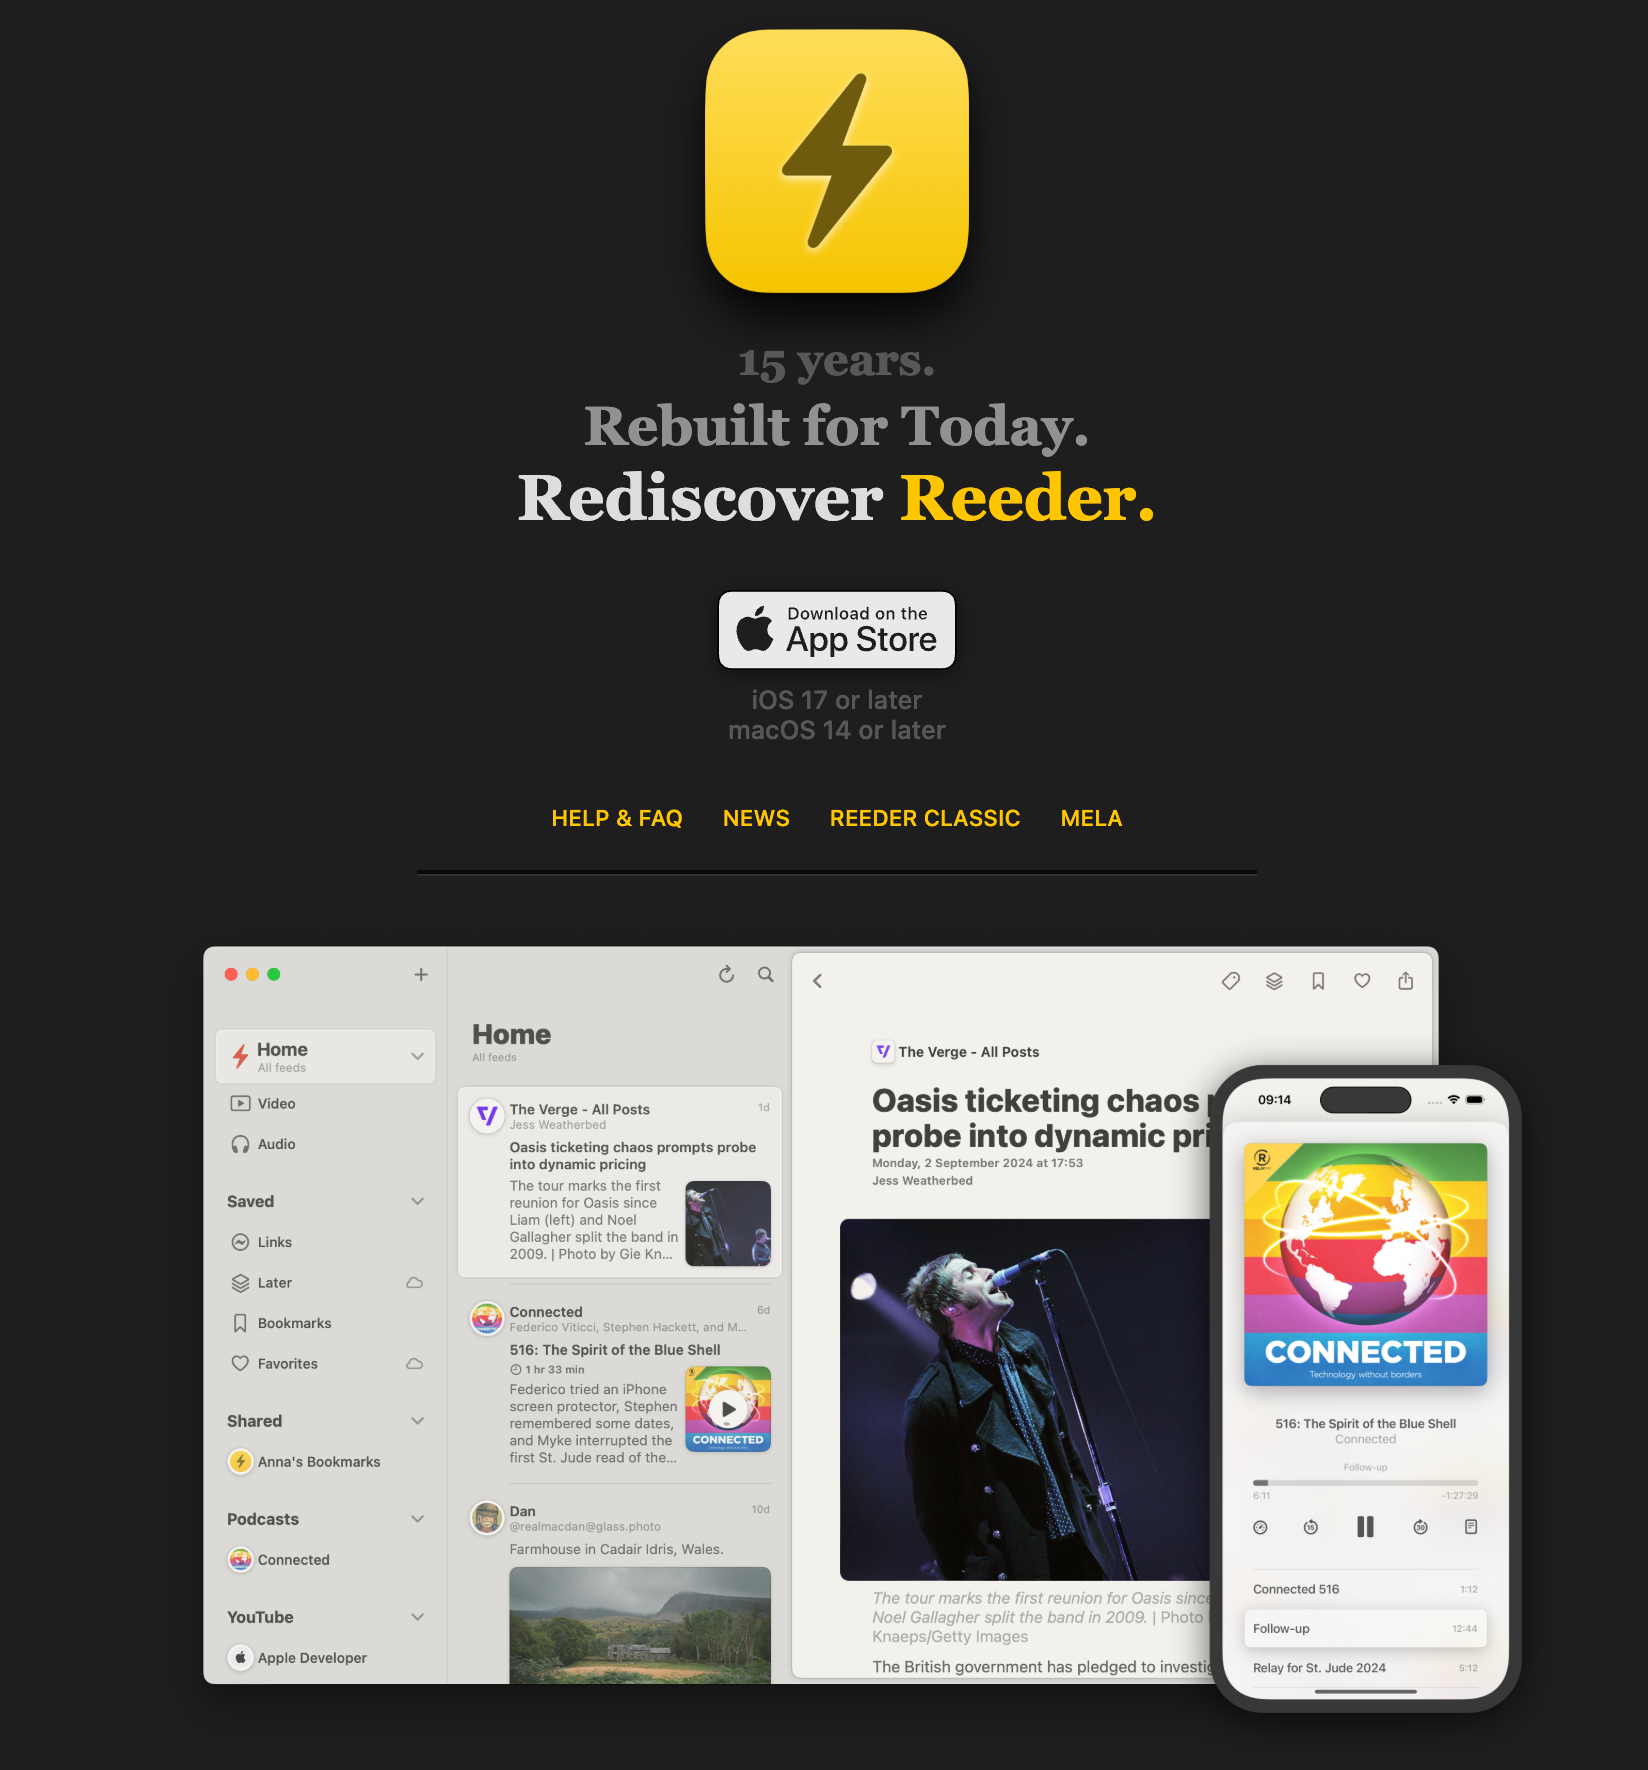 15 years.
Rebuilt for Today.
Rediscover Reeder.
Download on the
App Store
iOS 17 or later
macOS 14 or later
HELP & FAQ NEWS REEDER CLASSIC MELA
Home
All feeds
Video
Audio
Saved
Links
Later
Bookmarks
Favorites
Shared
Anna's Bookmarks
Podcasts
Connected
YouTube
Apple Developer
Home
All feeds
The Verge - All Posts 1d
Jess Weatherbed
Oasis ticketing chaos prompts probe
into dynamic pricing
The tour marks the first
reunion for Oasis since
Liam (left) and Noel
Gallagher split the band in
2009. | Photo by Gie Kn...
Connected 6d
Federico Viticci, Stephen Hackett, and M...
516: The Spirit of the Blue Shell
1 hr 33 min
Federico tried an iPhone
screen protector, Stephen
remembered some dates,
and Myke interrupted the
first St. Jude read of the...
CONNECTED
Technology without borders
Dan 10d
@realmacdan@glass.photo
Farmhouse in Cadair Idris, Wales.
The Verge - All Posts
Oasis ticketing chaos
probe into dynamic pri
Monday, 2 September 2024 at 17:53
Jess Weatherbed
The tour marks the first reunion for Oasis since
Noel Gallagher split the band in 2009. | Photo
Knaeps/Getty Images
The British government has pledged to investig
09:14
R
RELAY FM
CONNECTED
Technology without borders
516: The Spirit of the Blue Shell
Connected
Follow-up
6:11 -1:27:29
15 30
Connected 516 1:12
Follow-up 12:44
Relay for St. Jude 2024 5:12